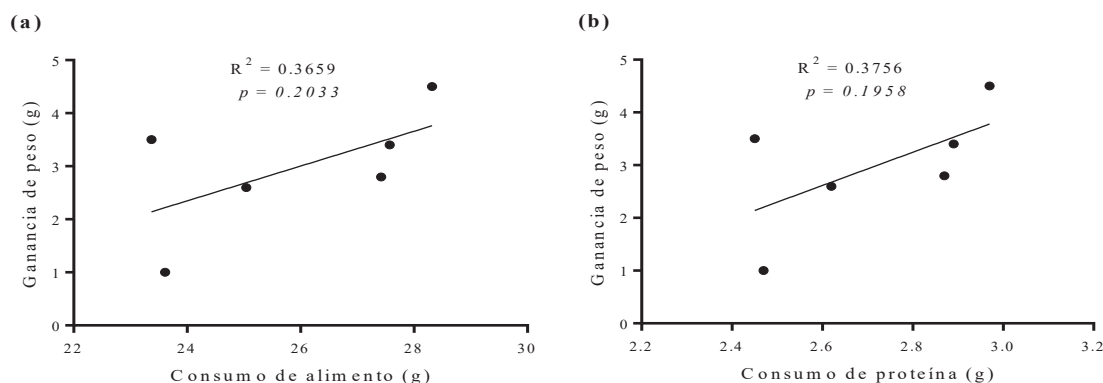 (a)
R² = 0.3659
p = 0.2033
Ganancia de peso (g)
5
4
3
2
1
0
22
24
26
28
30
Consumo de alimento (g)
(b)
R² = 0.3756
p = 0.1958
Ganancia de peso (g)
5
4
3
2
1
0
2.2
2.4
2.6
2.8
3.0
3.2
Consumo de proteína (g)